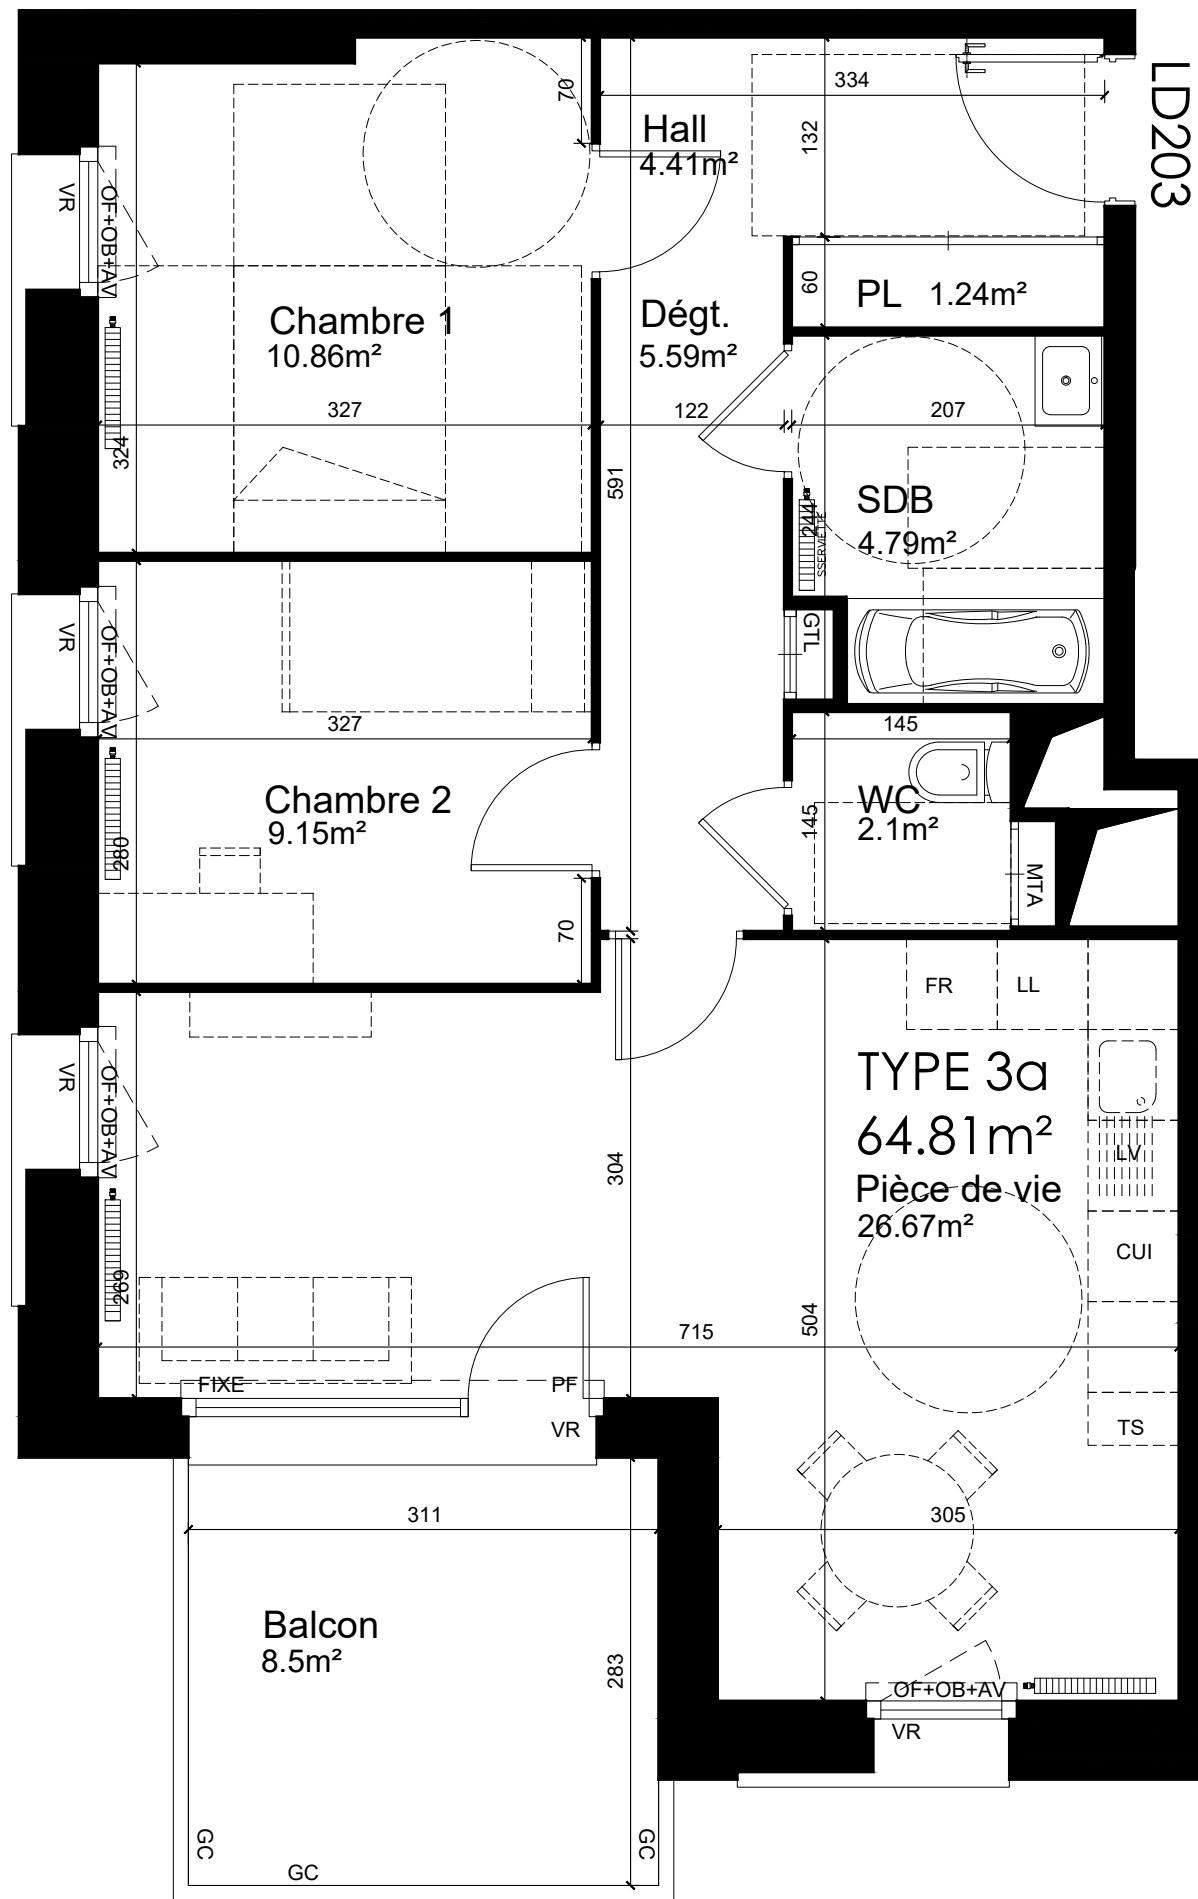 LD203
334
70
Hall
4.41m²
132
VR
OF+OB+AV
60
PL 1.24m²
Chambre 1
10.86m²
Dégt.
5.59m²
327
122
207
324
591
SDB
4.79m²
244
SSERVIETTE
GTL
VR
OF+OB+AV
327
145
Chambre 2
9.15m²
WC
2.1m²
145
280
MTA
70
FR
LL
TYPE 3a
64.81m²
Pièce de vie
26.67m²
VR
OF+OB+AV
304
LV
CUI
269
504
715
FIXE
PF
VR
TS
311
305
Balcon
8.5m²
283
OF+OB+AV
VR
GC
GC
GC